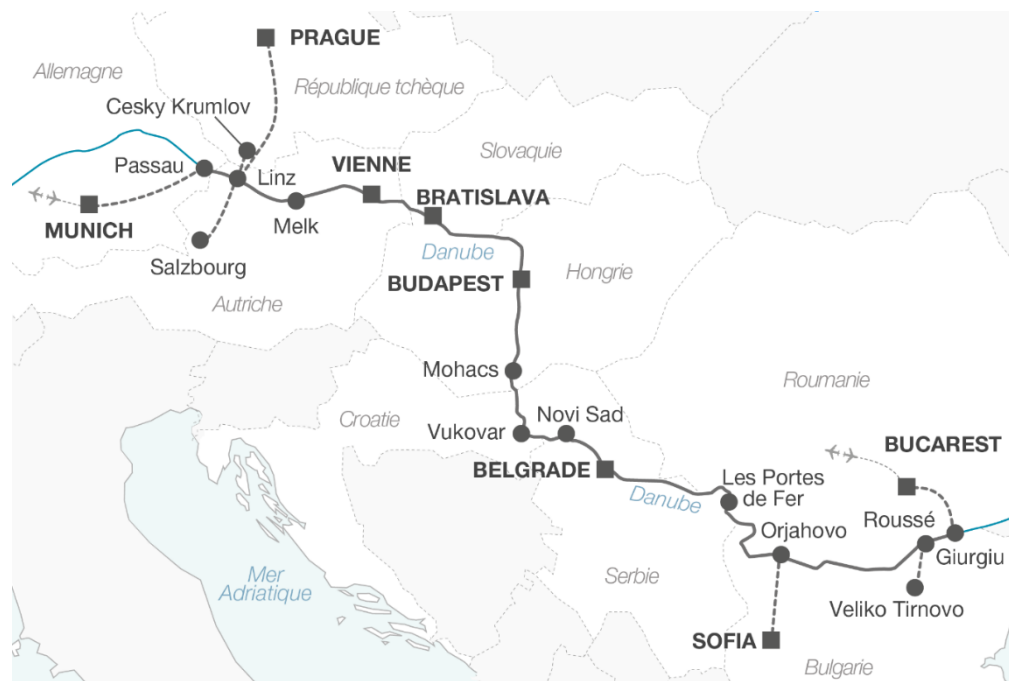 PRAGUE
Allemagne
République tchèque
Cesky Krumlov
Slovaquie
Passau
VIENNE
Linz
BRATISLAVA
MUNICH
Melk
Danube
Salzbourg
Hongrie
BUDAPEST
Autriche
Mohacs
Roumanie
Croatie
Novi Sad
Vukovar
BUCAREST
BELGRADE
Les Portes
de Fer
Danube
Roussé
Orjahovo
Giurgiu
Mer
Adriatique
Serbie
Veliko Tirnovo
SOFIA
Bulgarie